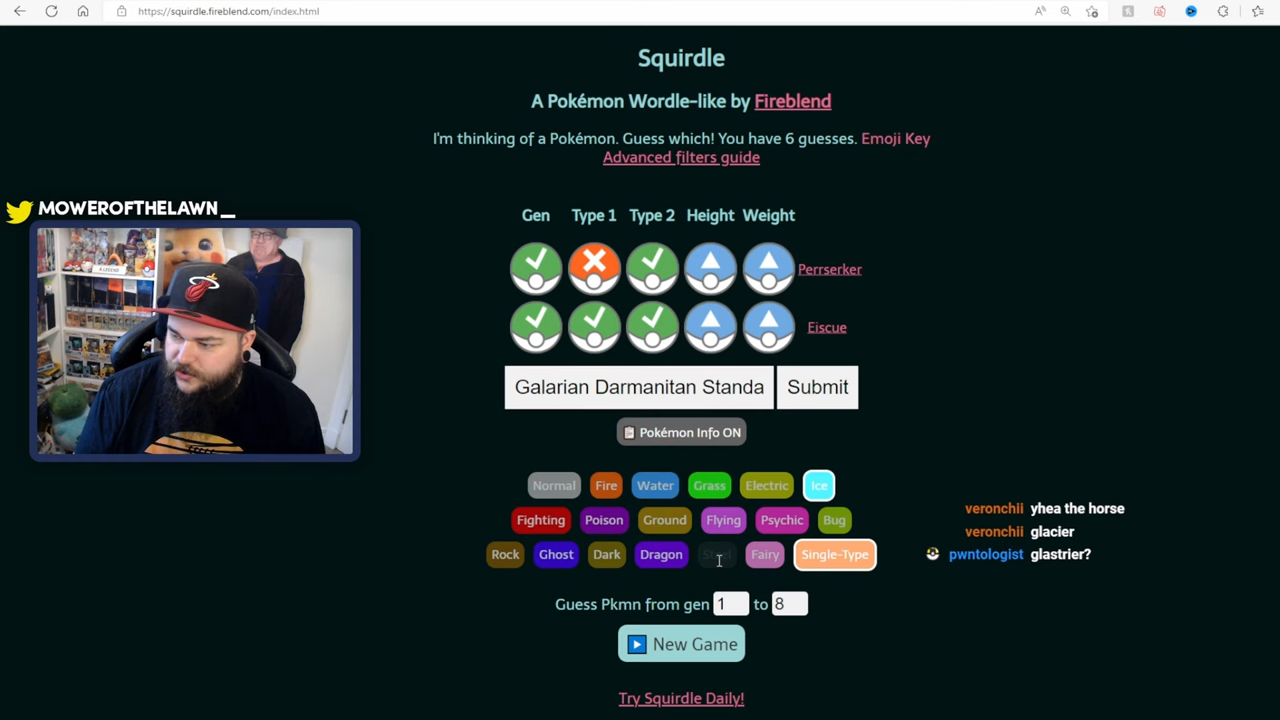 https://squirdle.fireblend.com/index.html
Squirdle
A Pokémon Wordle-like by Fireblend
I'm thinking of a Pokémon. Guess which! You have 6 guesses. Emoji Key
Advanced filters guide
MOWEROFTHELAWN_
Gen Type 1 Type 2 Height Weight
Perrserker
Eiscue
Galarian Darmanitan Standa Submit
Pokémon Info ON
Normal Fire Water Grass Electric Ice
Fighting Poison Ground Flying Psychic Bug
Rock Ghost Dark Dragon Steel Fairy Single-Type
veronchii yhea the horse
veronchii glacier
pwntologist glastrier?
Guess Pkmn from gen 1 to 8
New Game
Try Squirdle Daily!